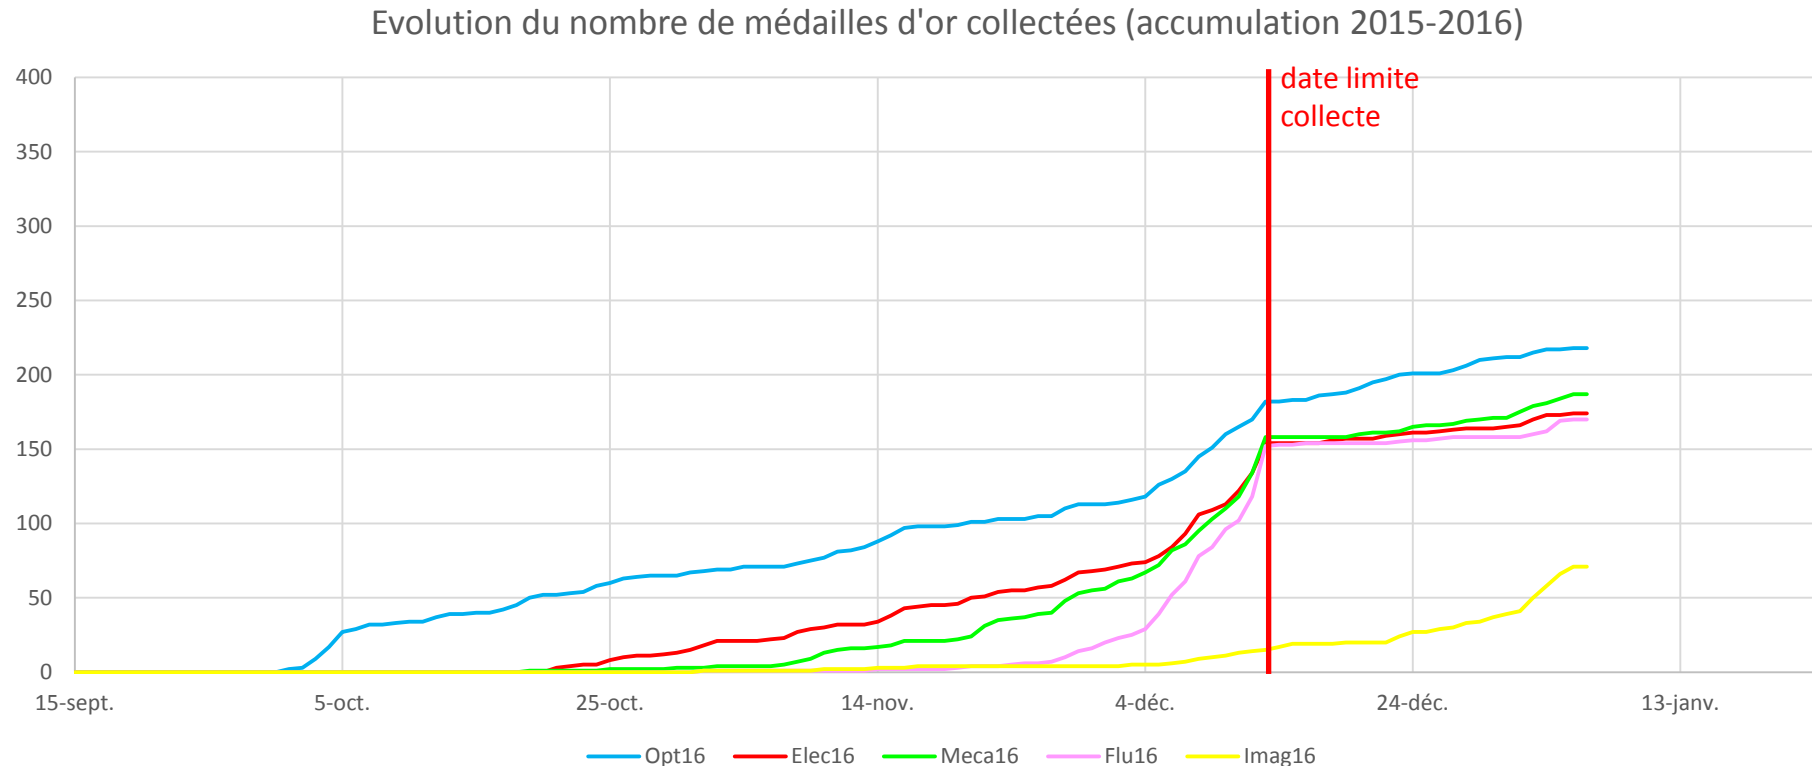 Evolution du nombre de médailles d'or collectées (accumulation 2015-2016)
date limite
collecte
400
350
300
250
200
150
100
50
0
15-sept.
5-oct.
25-oct.
14-nov.
4-déc.
24-déc.
13-janv.
Opt16
Elec16
Meca16
Flu16
Imag16